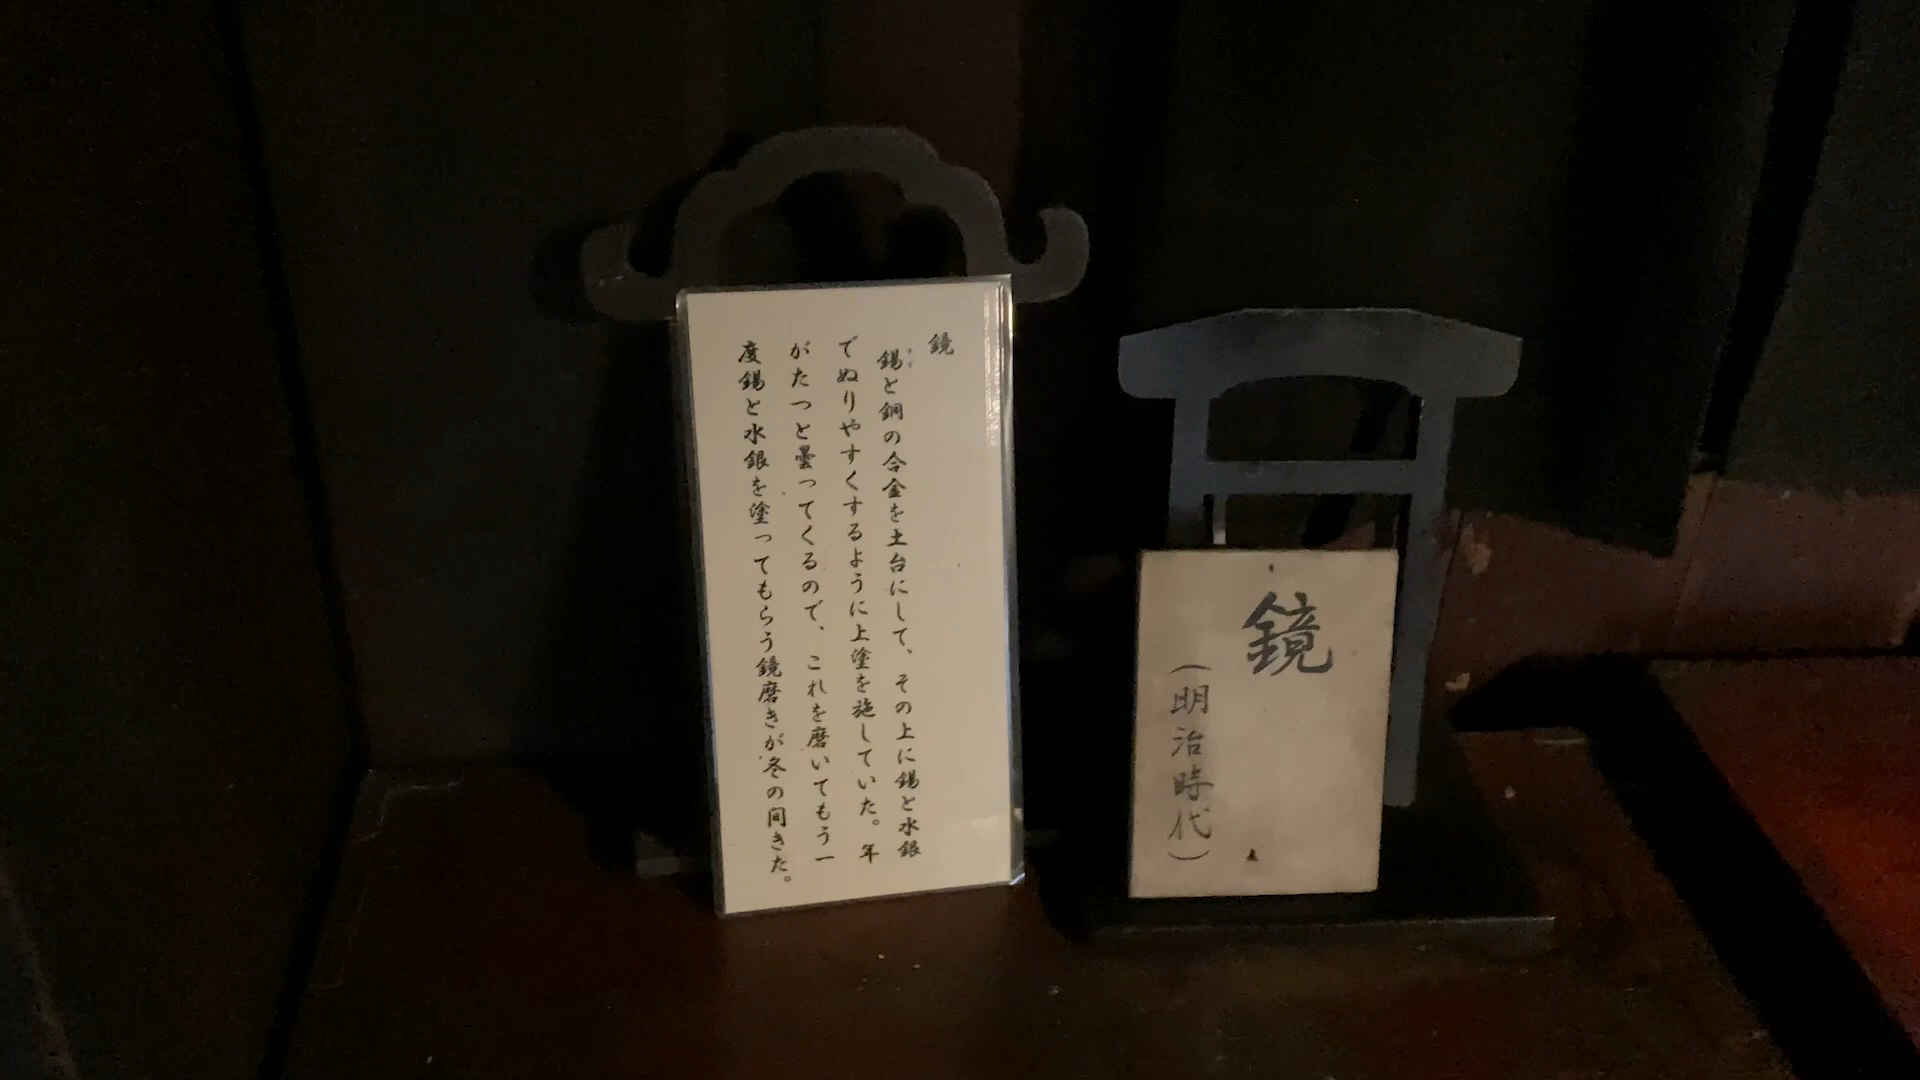 鏡
錫と銅の合金を土台にして、その上に錫と水銀
でぬりやすくするように上塗を施していた。年
がたつと曇ってくるので、これを磨いてもう一
度錫と水銀を塗ってもらう鏡磨きが冬の間きた。
鏡
(明治時代)